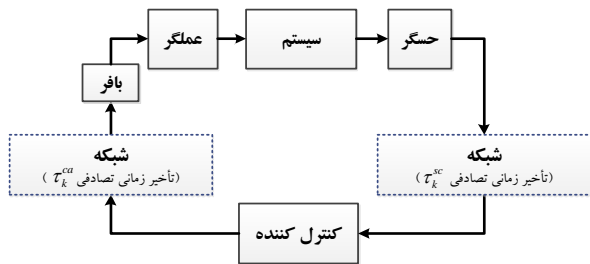 عملگر
سیستم
حسگر
بافر
شبکه
(تأخیر زمانی تصادفی τ_k^{ca} )
شبکه
(تأخیر زمانی تصادفی τ_k^{sc} )
کنترل کننده